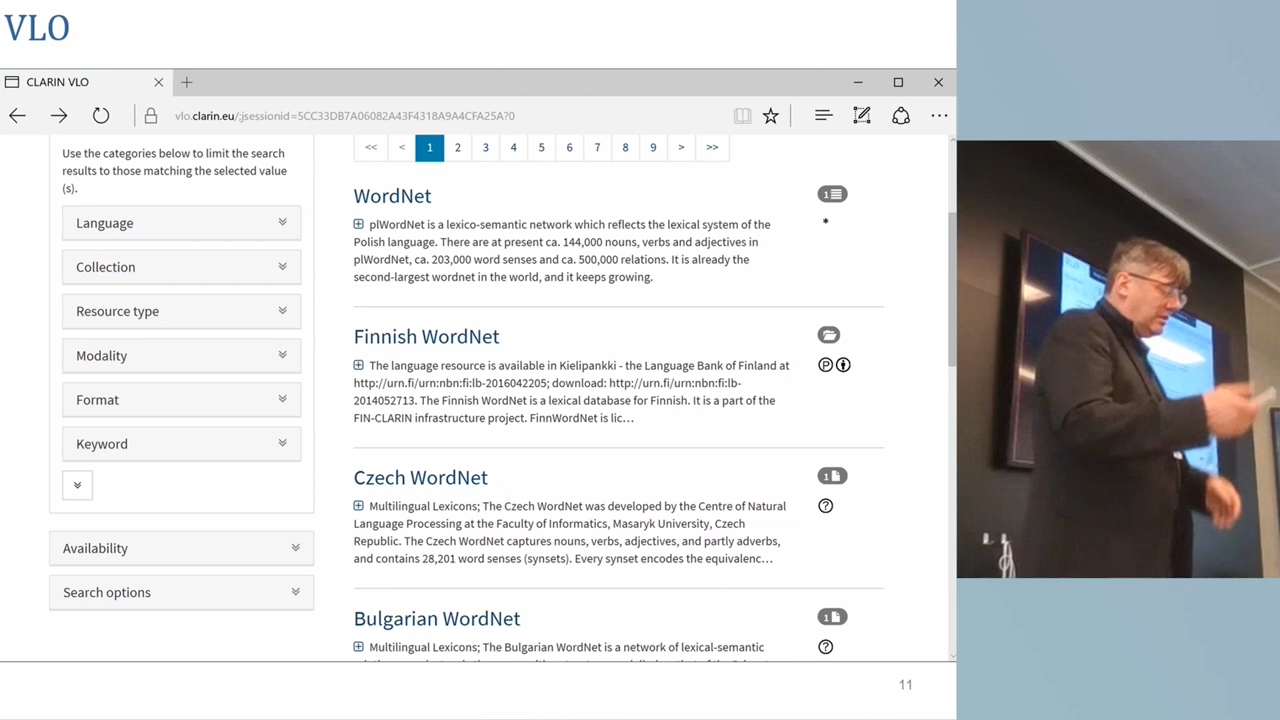 VLO
CLARIN VLO
vlo.clarin.eu/;jsessionid=5CC33DB7A06082A43F4318A9A4CFA25A?0
Use the categories below to limit the search
results to those matching the selected value
(s).
Language
Collection
Resource type
Modality
Format
Keyword
Availability
Search options
<< < 1 2 3 4 5 6 7 8 9 > >>
WordNet
1
plWordNet is a lexico-semantic network which reflects the lexical system of the
*
Polish language. There are at present ca. 144,000 nouns, verbs and adjectives in
plWordNet, ca. 203,000 word senses and ca. 500,000 relations. It is already the
second-largest wordnet in the world, and it keeps growing.
Finnish WordNet
The language resource is available in Kielipankki - the Language Bank of Finland at
http://urn.fi/urn:nbn:fi:lb-2016042205; download: http://urn.fi/urn:nbn:fi:lb-
2014052713. The Finnish WordNet is a lexical database for Finnish. It is a part of the
FIN-CLARIN infrastructure project. FinnWordNet is lic…
Czech WordNet
1
Multilingual Lexicons; The Czech WordNet was developed by the Centre of Natural
Language Processing at the Faculty of Informatics, Masaryk University, Czech
Republic. The Czech WordNet captures nouns, verbs, adjectives, and partly adverbs,
and contains 28,201 word senses (synsets). Every synset encodes the equivalenc…
Bulgarian WordNet
1
Multilingual Lexicons; The Bulgarian WordNet is a network of lexical-semantic
11